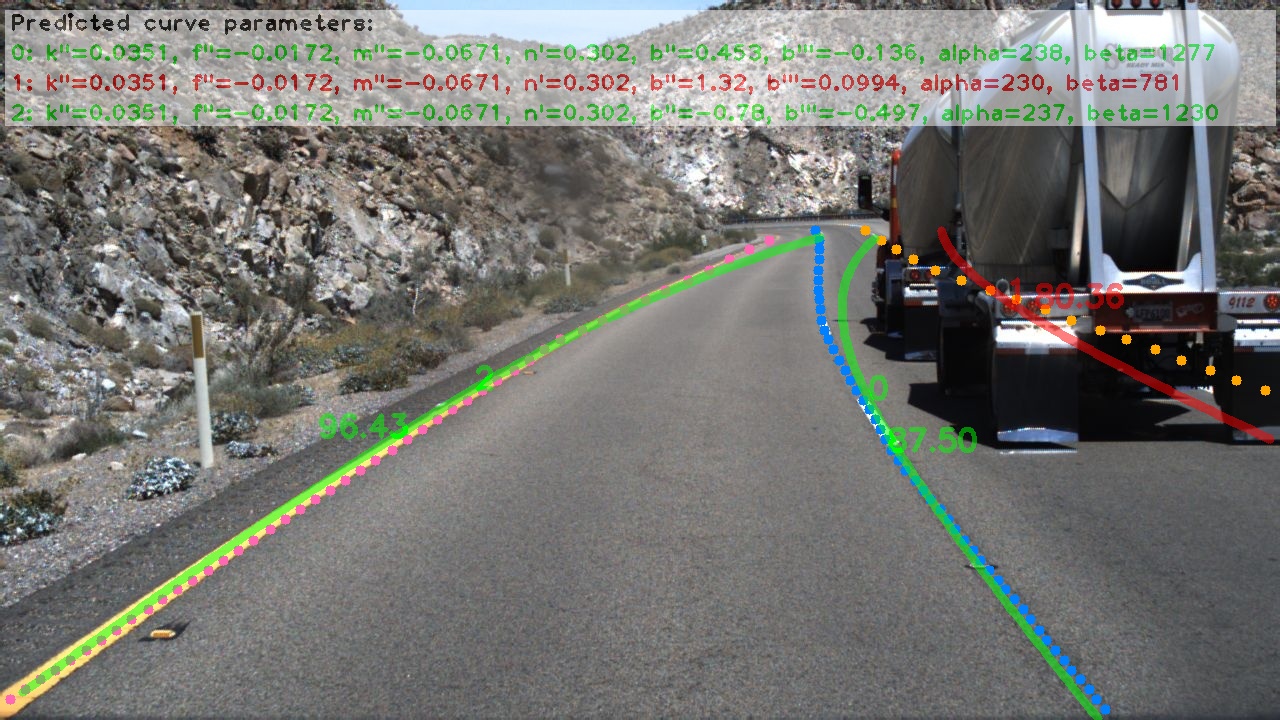 Predicted curve parameters:
0: k''=0.0351, f''=-0.0172, m''=-0.0671, n'=0.302, b''=0.453, b'''=-0.136, alpha=238, beta=1277
1: k''=0.0351, f''=-0.0172, m''=-0.0671, n'=0.302, b''=1.32, b'''=0.0994, alpha=230, beta=781
2: k''=0.0351, f''=-0.0172, m''=-0.0671, n'=0.302, b''=-0.78, b'''=-0.497, alpha=237, beta=1230
1
180.36
4112
2
0
96.43
87.50